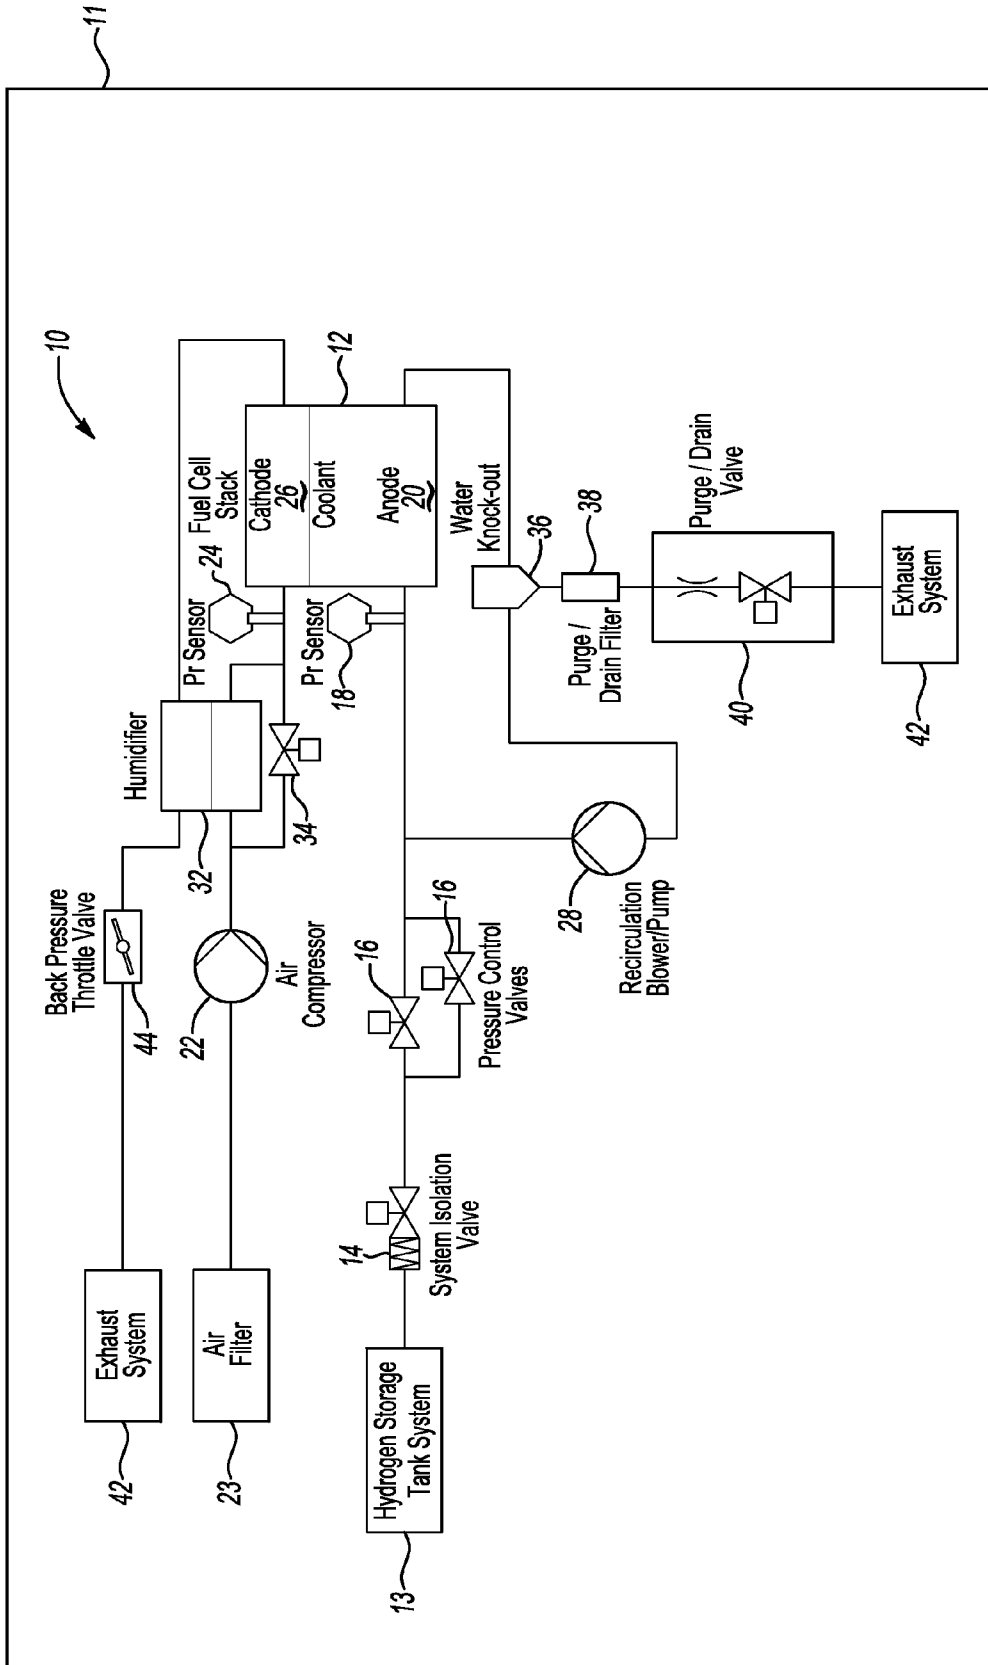 11
10
Fuel Cell
Stack
Cathode
26
Coolant
12
Anode
20
Pr Sensor
24
Pr Sensor
18
Humidifier
32
34
Back Pressure
Throttle Valve
44
22
Air
Compressor
Exhaust
System
42
Air
Filter
23
16
16
Pressure Control
Valves
14
System Isolation
Valve
Hydrogen Storage
Tank System
13
Water
Knock-out
36
38
Purge /
Drain Filter
Purge / Drain
Valve
40
Exhaust
System
42
28
Recirculation
Blower/Pump